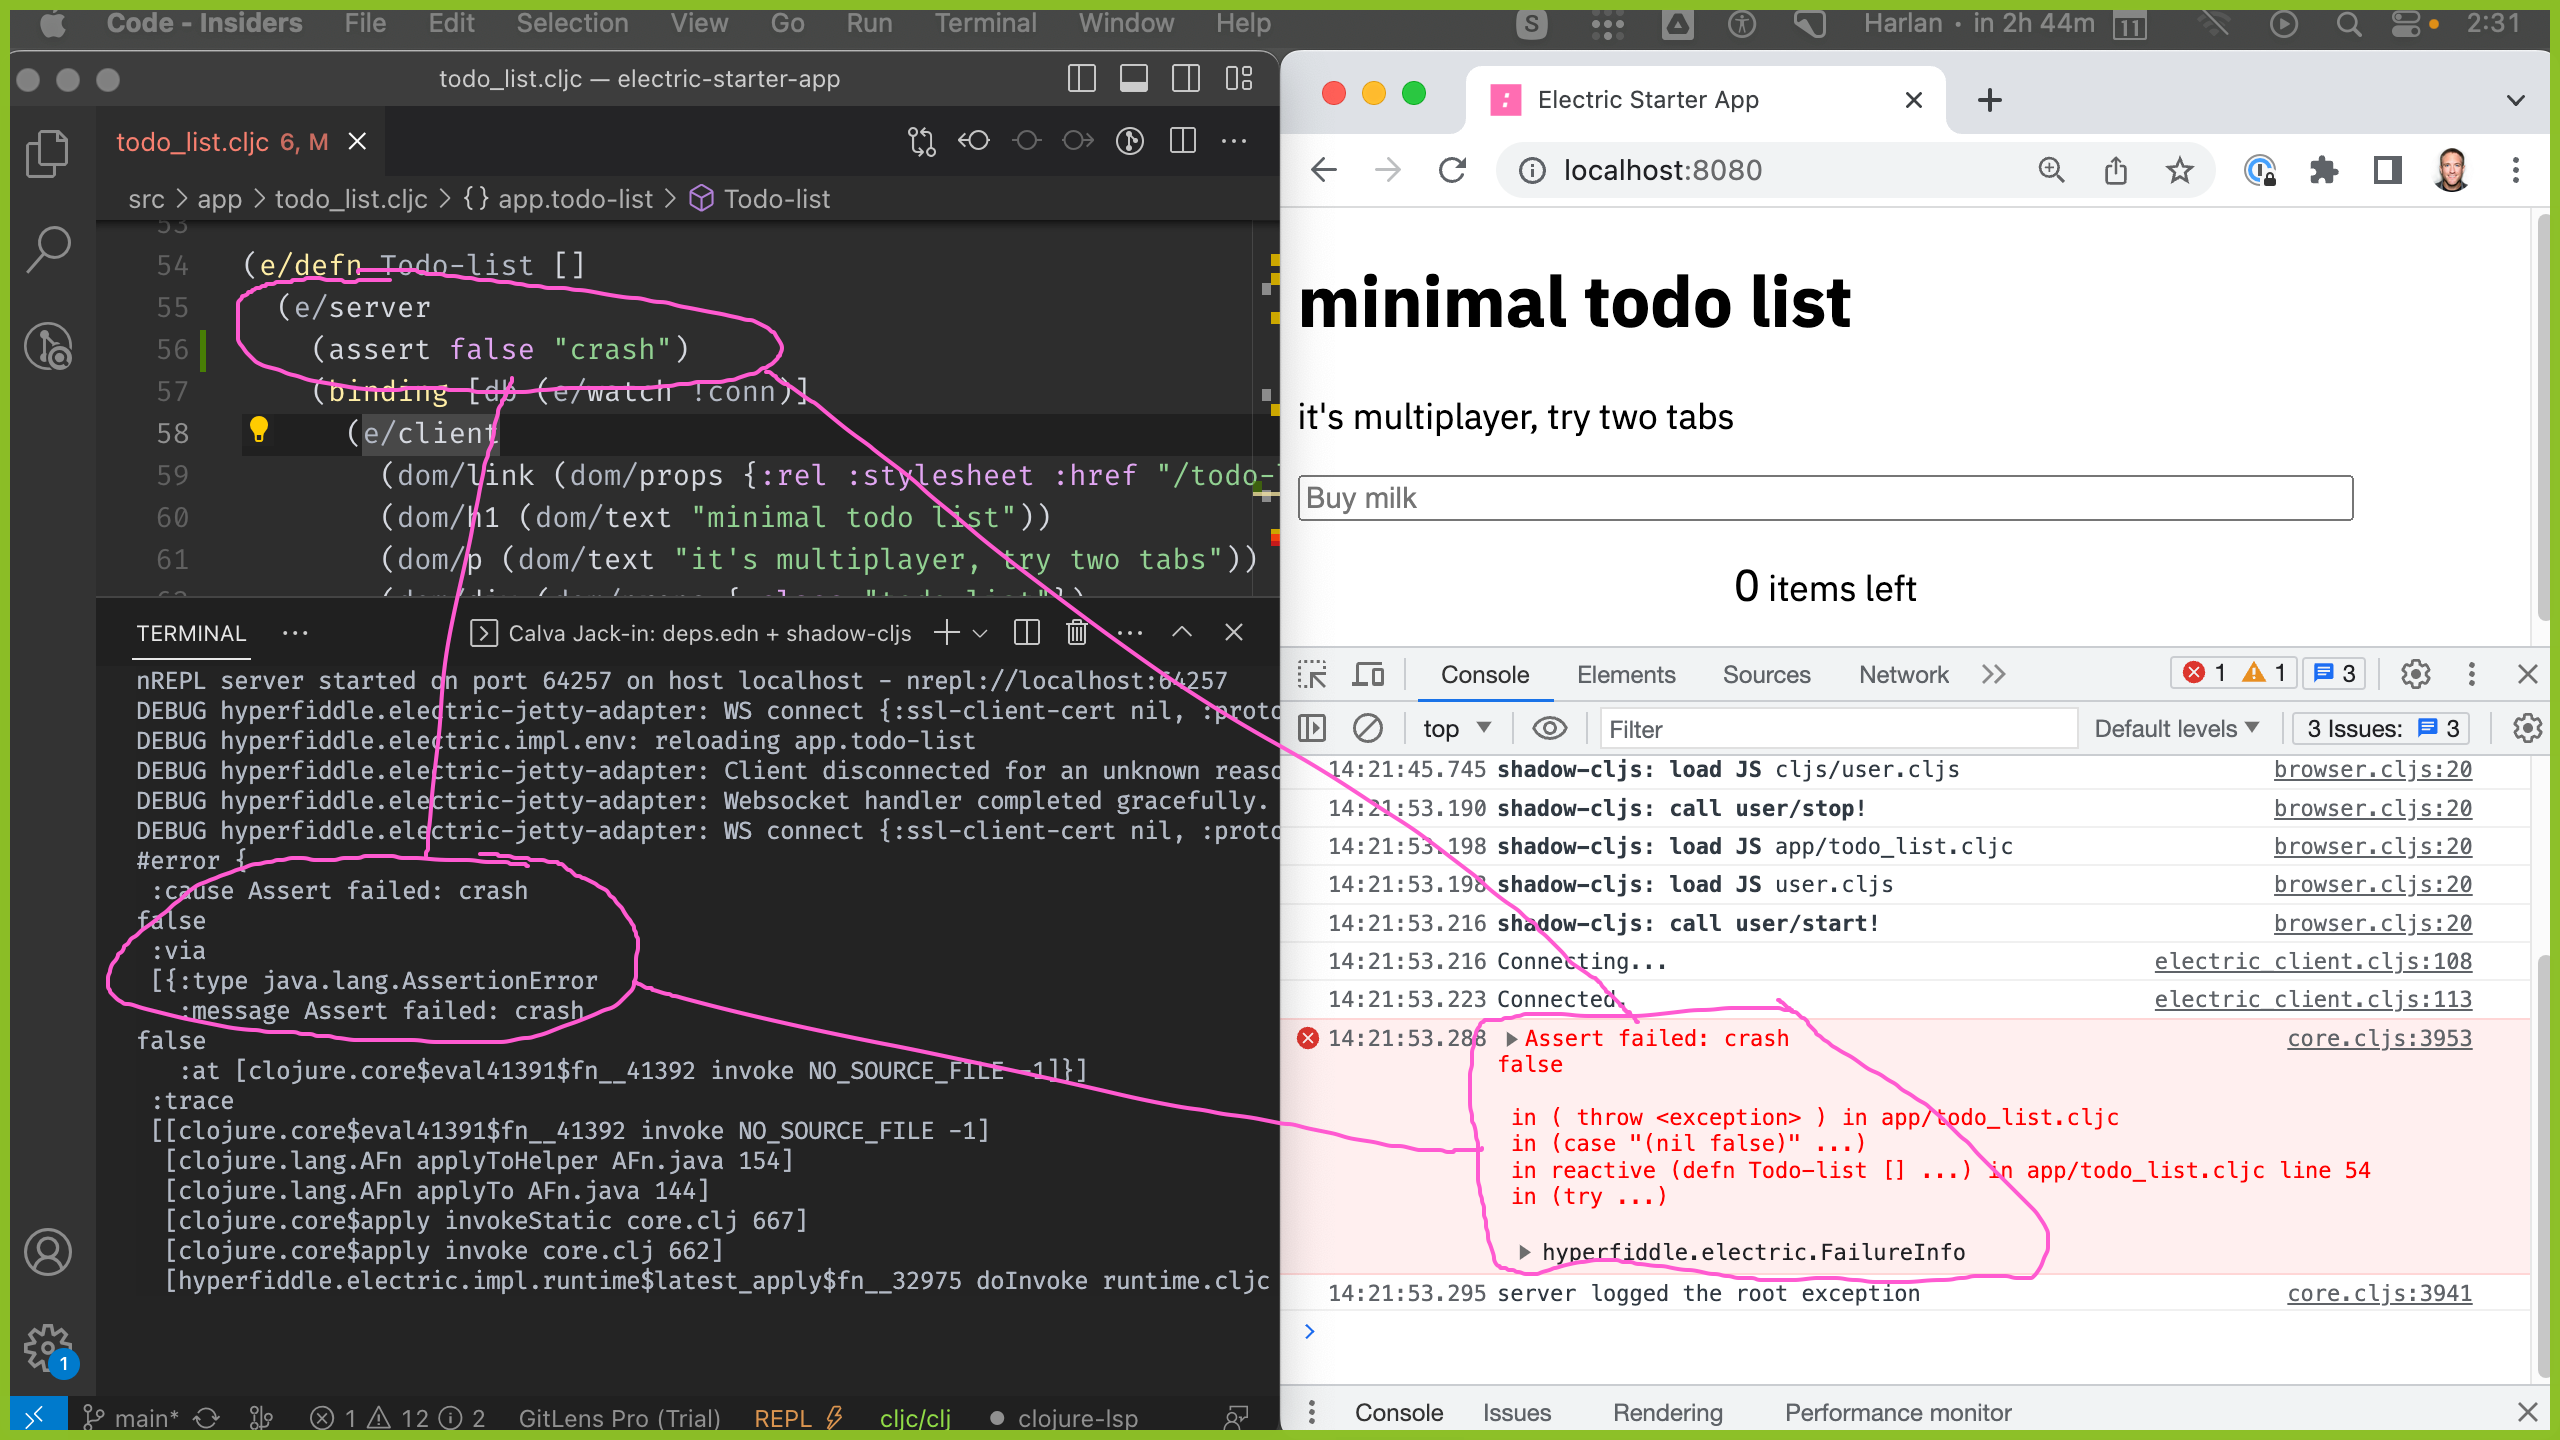 Code - Insiders File Edit Selection View Go Run Terminal Window Help
S Harlan • in 2h 44m 11 2:31
todo_list.cljc — electric-starter-app
todo_list.cljc 6, M
src > app > todo_list.cljc > {} app.todo-list > Todo-list
53
54 (e/defn Todo-list []
55 (e/server
56 (assert false "crash")
57 (binding [db (e/watch !conn)]
58 (e/client
59 (dom/link (dom/props {:rel :stylesheet :href "/todo-
60 (dom/h1 (dom/text "minimal todo list"))
61 (dom/p (dom/text "it's multiplayer, try two tabs"))
TERMINAL ··· Calva Jack-in: deps.edn + shadow-cljs
nREPL server started on port 64257 on host localhost - nrepl://localhost:64257
DEBUG hyperfiddle.electric-jetty-adapter: WS connect {:ssl-client-cert nil, :proto
DEBUG hyperfiddle.electric.impl.env: reloading app.todo-list
DEBUG hyperfiddle.electric-jetty-adapter: Client disconnected for an unknown reaso
DEBUG hyperfiddle.electric-jetty-adapter: Websocket handler completed gracefully.
DEBUG hyperfiddle.electric-jetty-adapter: WS connect {:ssl-client-cert nil, :proto
#error {
:cause Assert failed: crash
false
:via
[{:type java.lang.AssertionError
:message Assert failed: crash
false
:at [clojure.core$eval41391$fn__41392 invoke NO_SOURCE_FILE -1]}]
:trace
[[clojure.core$eval41391$fn__41392 invoke NO_SOURCE_FILE -1]
[clojure.lang.AFn applyToHelper AFn.java 154]
[clojure.lang.AFn applyTo AFn.java 144]
[clojure.core$apply invokeStatic core.clj 667]
[clojure.core$apply invoke core.clj 662]
[hyperfiddle.electric.impl.runtime$latest_apply$fn__32975 doInvoke runtime.cljc
1
main* 1 12 2 GitLens Pro (Trial) REPL cljc/clj clojure-lsp
Electric Starter App
localhost:8080
minimal todo list
it's multiplayer, try two tabs
Buy milk
0 items left
Console Elements Sources Network 1 1 3
top Filter Default levels 3 Issues: 3
14:21:45.745 shadow-cljs: load JS cljs/user.cljs browser.cljs:20
14:21:53.190 shadow-cljs: call user/stop! browser.cljs:20
14:21:53.198 shadow-cljs: load JS app/todo_list.cljc browser.cljs:20
14:21:53.198 shadow-cljs: load JS user.cljs browser.cljs:20
14:21:53.216 shadow-cljs: call user/start! browser.cljs:20
14:21:53.216 Connecting... electric_client.cljs:108
14:21:53.223 Connected. electric_client.cljs:113
14:21:53.288 Assert failed: crash core.cljs:3953
false
in ( throw <exception> ) in app/todo_list.cljc
in (case "(nil false)" ...)
in reactive (defn Todo-list [] ...) in app/todo_list.cljc line 54
in (try ...)
hyperfiddle.electric.FailureInfo
14:21:53.295 server logged the root exception core.cljs:3941
Console Issues Rendering Performance monitor